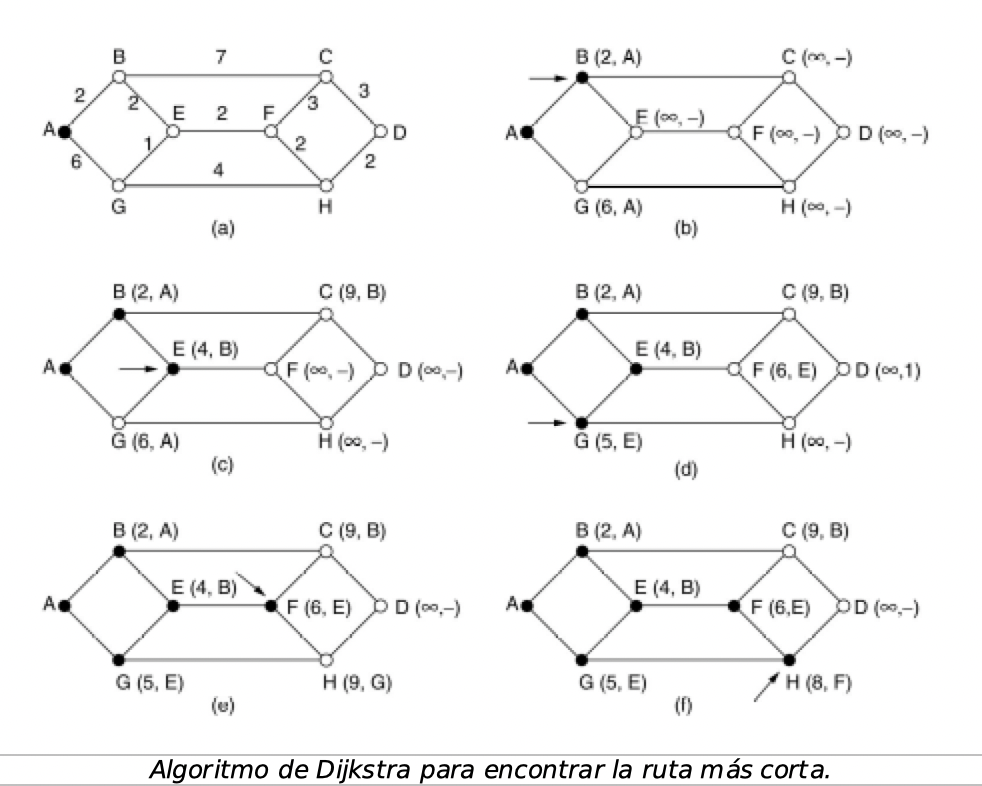 B 7 C
2 2 3 3
A E 2 F D
6 1 2 2
4
G H
(a)
B (2, A) C (∞, –)
A E (∞, –) F (∞, –) D (∞, –)
G (6, A) H (∞, –)
(b)
B (2, A) C (9, B)
E (4, B)
A F (∞, –) D (∞,–)
G (6, A) H (∞, –)
(c)
B (2, A) C (9, B)
E (4, B)
A F (6, E) D (∞,1)
G (5, E) H (∞, –)
(d)
B (2, A) C (9, B)
E (4, B)
A F (6, E) D (∞,–)
G (5, E) H (9, G)
(e)
B (2, A) C (9, B)
E (4, B)
A F (6,E) D (∞,–)
G (5, E) H (8, F)
(f)
Algoritmo de Dijkstra para encontrar la ruta más corta.